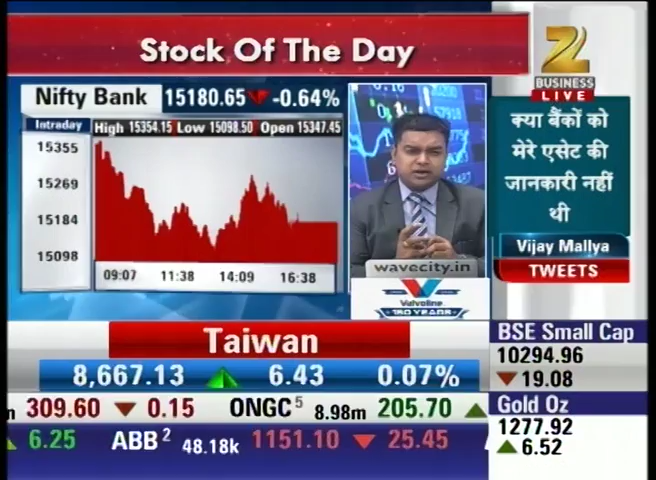 Stock Of The Day
Z
BUSINESS
LIVE
Nifty Bank 15180.65 -0.64%
Intraday High 15354.15 Low 15098.50 Open 15347.45
15355
15269
15184
15098
09:07 11:38 14:09 16:38
wavecity.in
Valvoline
150 YEARS
क्या बैंकों को
मेरे एसेट की
जानकारी नहीं
थी
Vijay Mallya
TWEETS
Taiwan
8,667.13 6.43 0.07%
BSE Small Cap
10294.96
19.08
Gold Oz
1277.92
6.52
309.60 0.15 ONGC 5 8.98m 205.70
6.25 ABB 2 48.18k 1151.10 25.45